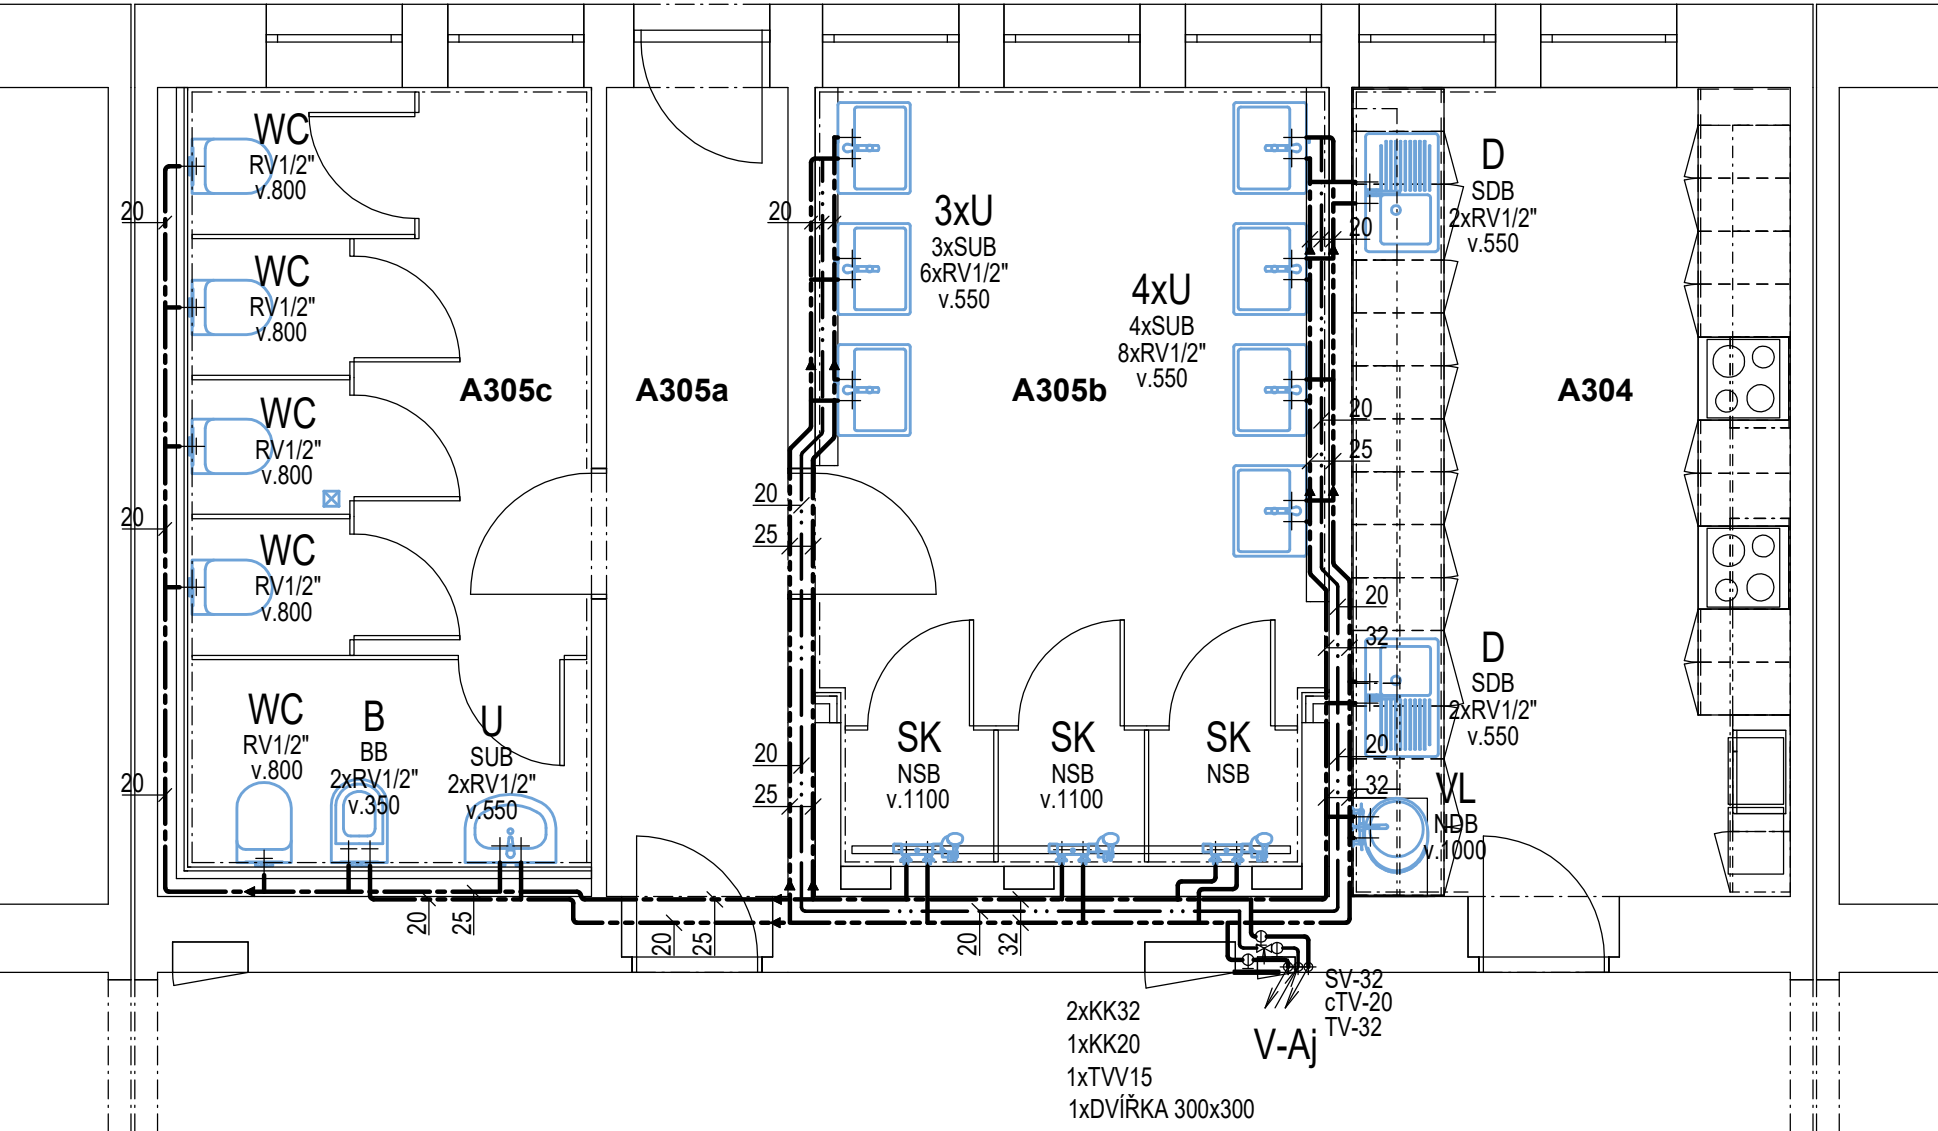 WC
RV1/2"
v.800
20
WC
RV1/2"
v.800
WC
RV1/2"
v.800
20
WC
RV1/2"
v.800
A305c
WC
RV1/2"
v.800
B
BB
2xRV1/2"
v.350
U
SUB
2xRV1/2"
v.550
20
20
25
A305a
20
20
25
20
25
20
25
3xU
3xSUB
6xRV1/2"
v.550
4xU
4xSUB
8xRV1/2"
v.550
A305b
20
20
25
20
32
20
32
SK
NSB
v.1100
SK
NSB
v.1100
SK
NSB
20
32
D
SDB
2xRV1/2"
v.550
A304
D
SDB
2xRV1/2"
v.550
VL
NDB
v.1000
SV-32
cTV-20
TV-32
V-Aj
2xKK32
1xKK20
1xTVV15
1xDVÍŘKA 300x300